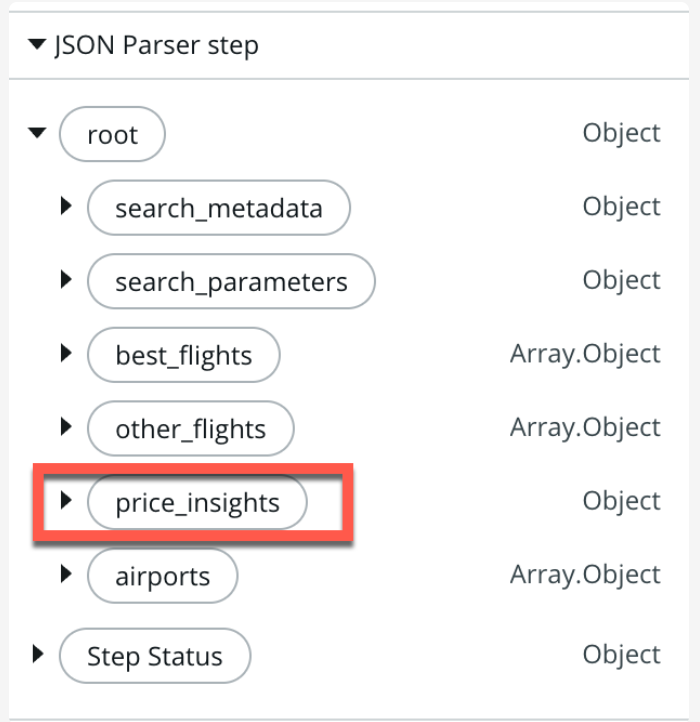 JSON Parser step
root Object
search_metadata Object
search_parameters Object
best_flights Array.Object
other_flights Array.Object
price_insights Object
airports Array.Object
Step Status Object